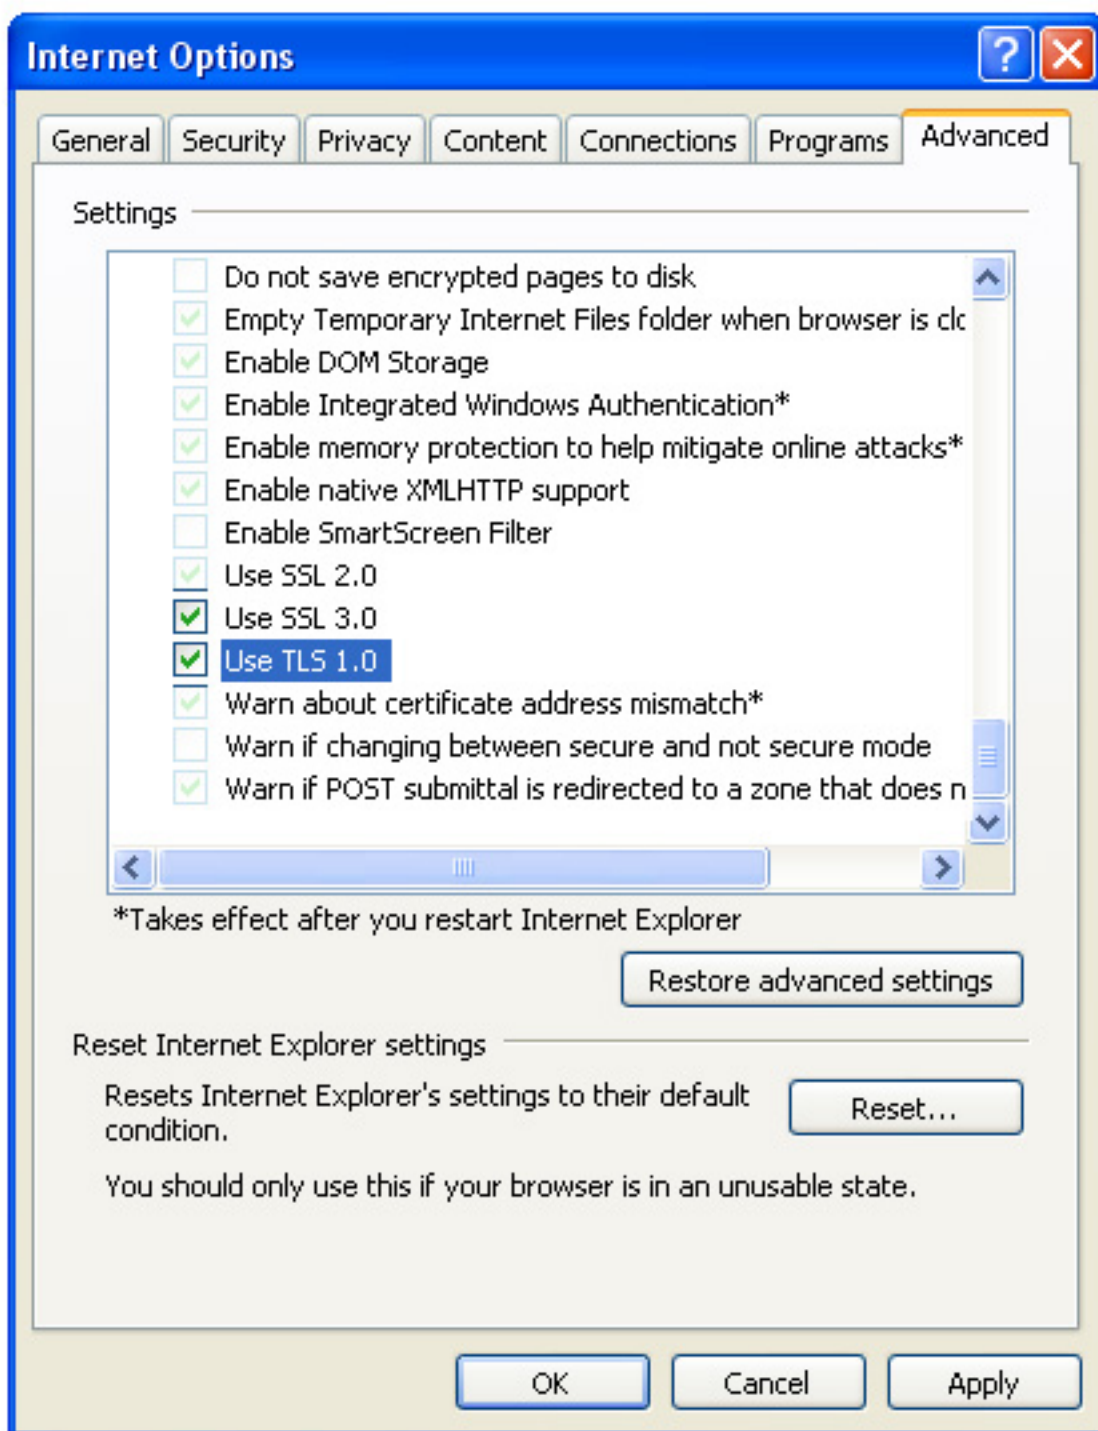 Internet Options
General Security Privacy Content Connections Programs Advanced
Settings
Do not save encrypted pages to disk
Empty Temporary Internet Files folder when browser is clo
Enable DOM Storage
Enable Integrated Windows Authentication*
Enable memory protection to help mitigate online attacks*
Enable native XMLHTTP support
Enable SmartScreen Filter
Use SSL 2.0
Use SSL 3.0
Use TLS 1.0
Warn about certificate address mismatch*
Warn if changing between secure and not secure mode
Warn if POST submittal is redirected to a zone that does n
*Takes effect after you restart Internet Explorer
Restore advanced settings
Reset Internet Explorer settings
Resets Internet Explorer's settings to their default
condition.
Reset...
You should only use this if your browser is in an unusable state.
OK Cancel Apply